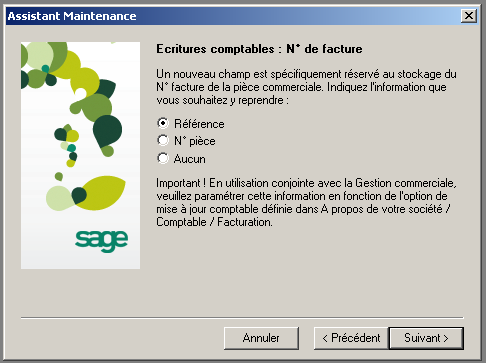 Assistant Maintenance
Ecritures comptables : N° de facture
Un nouveau champ est spécifiquement réservé au stockage du
N° facture de la pièce commerciale. Indiquez l'information que
vous souhaitez y reprendre :
Référence
N° pièce
Aucun
Important ! En utilisation conjointe avec la Gestion commerciale,
veuillez paramétrer cette information en fonction de l'option de
mise à jour comptable définie dans A propos de votre société /
Comptable / Facturation.
sage
Annuler
< Précédent
Suivant >